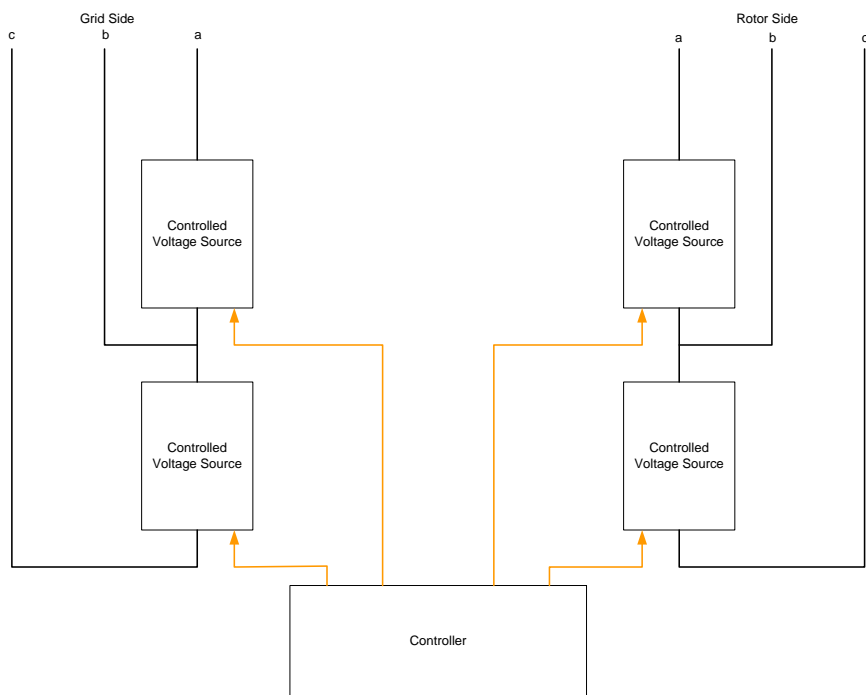 Grid Side
Rotor Side
c
b
a
a
b
Controlled
Voltage Source
Controlled
Voltage Source
Controlled
Voltage Source
Controlled
Voltage Source
Controller